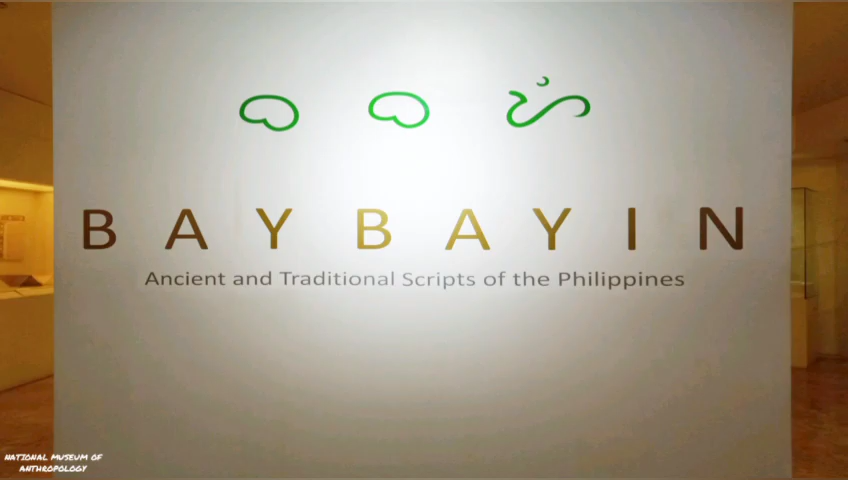 ᜊᜊᜌᜒ
BAYBAYIN
Ancient and Traditional Scripts of the Philippines
NATIONAL MUSEUM OF
ANTHROPOLOGY